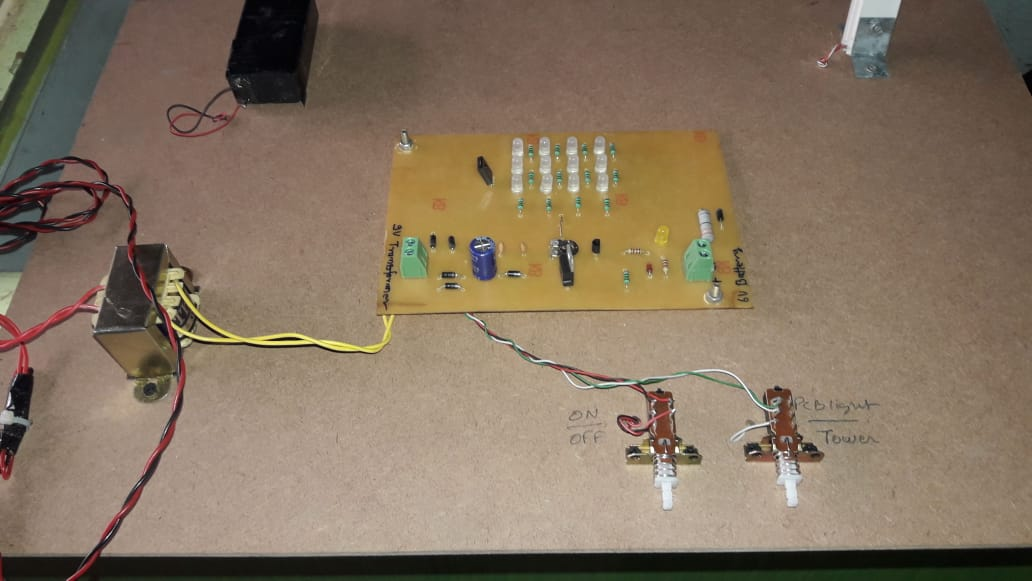 9V Transformer
6V Battery
+
ON
OFF
PCBlight
Tower